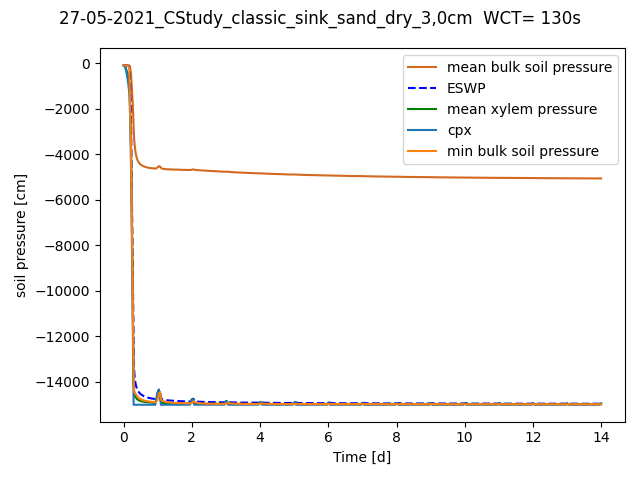 27-05-2021_CStudy_classic_sink_sand_dry_3,0cm WCT= 130s
mean bulk soil pressure
ESWP
mean xylem pressure
cpx
min bulk soil pressure
soil pressure [cm]
0
−2000
−4000
−6000
−8000
−10000
−12000
−14000
0 2 4 6 8 10 12 14
Time [d]